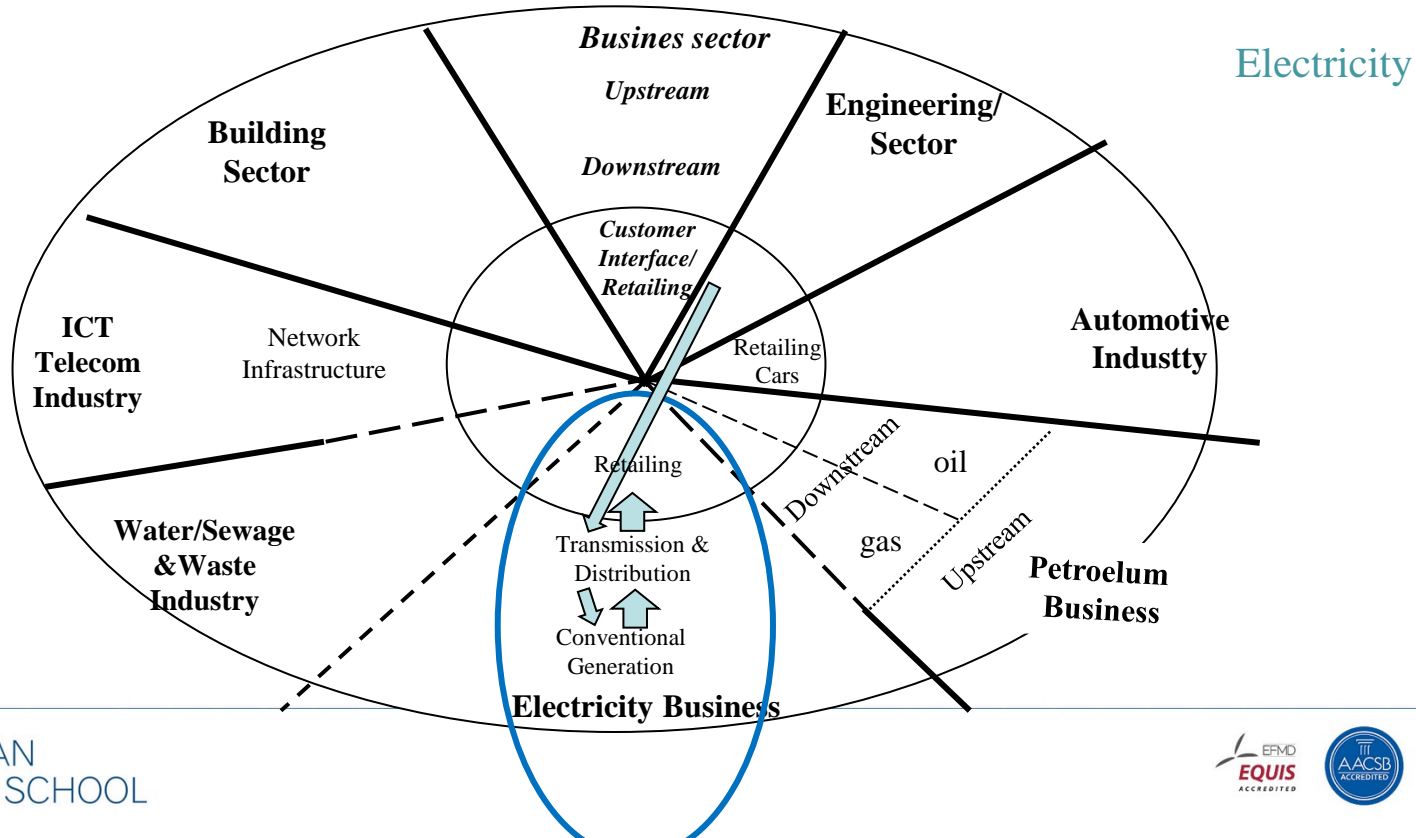 Electricity
Busines sector
Upstream
Downstream
Customer
Interface/
Retailing
Engineering/
Sector
Building
Sector
ICT
Telecom
Industry
Network
Infrastructure
Retailing
Cars
Automotive
Industty
Retailing
Downstream
oil
gas
Upstream
Petroelum
Business
Water/Sewage
&Waste
Industry
Transmission &
Distribution
Conventional
Generation
Electricity Business
AN
SCHOOL
EFMD
EQUIS
ACCREDITED
AACSB
ACCREDITED